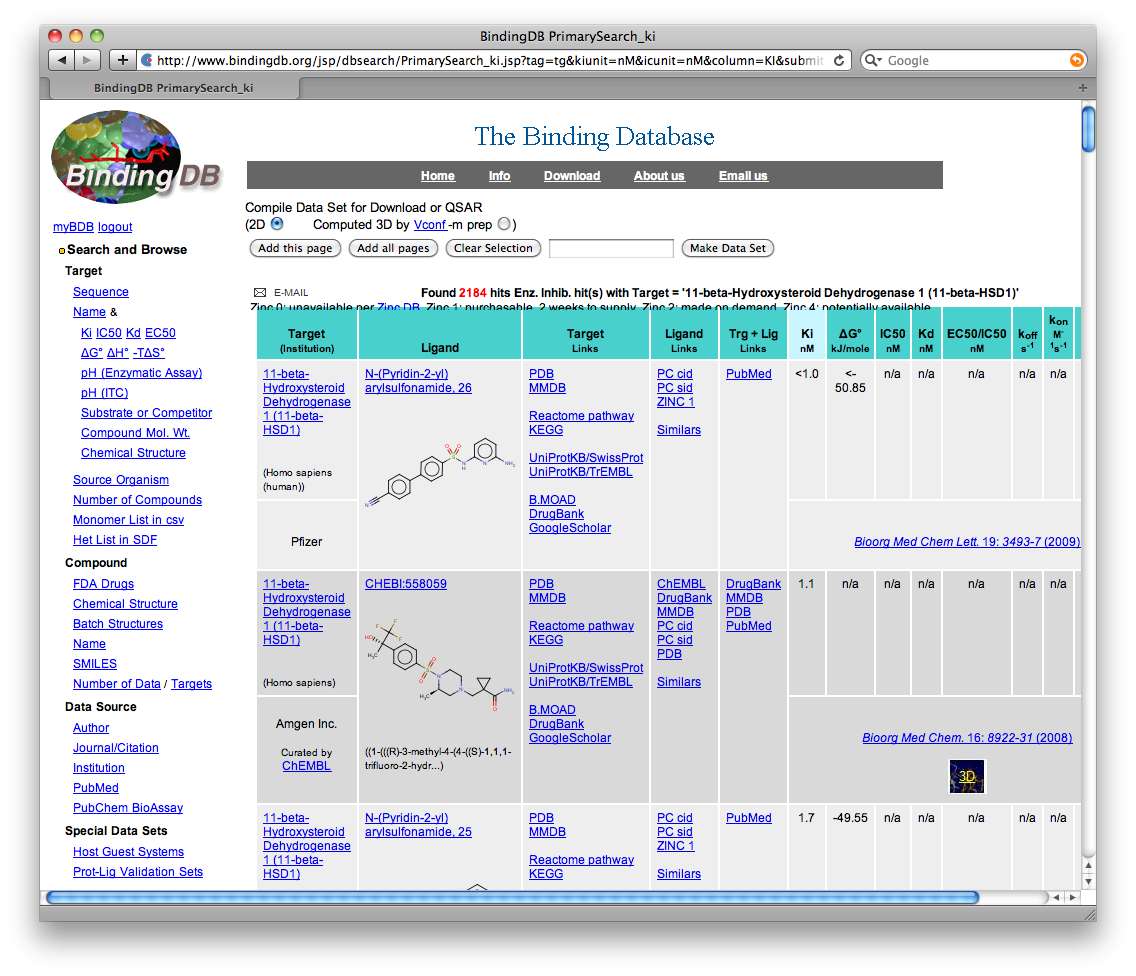 BindingDB PrimarySearch_ki
http://www.bindingdb.org/jsp/dbsearch/PrimarySearch_ki.jsp?tag=tg&kiunit=nM&icunit=nM&column=KI&submit
Google
BindingDB PrimarySearch_ki
Binding DB
The Binding Database
Home Info Download About us Email us
myBDB logout
Search and Browse
Target
Sequence
Name &
Ki IC50 Kd EC50
ΔG° ΔH° -TΔS°
pH (Enzymatic Assay)
pH (ITC)
Substrate or Competitor
Compound Mol. Wt.
Chemical Structure
Source Organism
Number of Compounds
Monomer List in csv
Het List in SDF
Compound
FDA Drugs
Chemical Structure
Batch Structures
Name
SMILES
Number of Data / Targets
Data Source
Author
Journal/Citation
Institution
PubMed
PubChem BioAssay
Special Data Sets
Host Guest Systems
Prot-Lig Validation Sets
Compile Data Set for Download or QSAR
(2D Computed 3D by Vconf -m prep )
Add this page Add all pages Clear Selection Make Data Set
E-MAIL Found 2184 hits Enz. Inhib. hit(s) with Target = '11-beta-Hydroxysteroid Dehydrogenase 1 (11-beta-HSD1)'
Zinc 0: unavailable per Zinc DB, Zinc 1: purchasable, 2 weeks to supply, Zinc 2: made on demand, Zinc 4: potentially available
Target (Institution) Ligand Target Links Ligand Links Trg + Lig Links Ki nM ΔG° kJ/mole IC50 nM Kd nM EC50/IC50 nM koff s-1 kon M-1s-1
11-beta-
Hydroxysteroid
Dehydrogenase
1 (11-beta-
HSD1)
(Homo sapiens
(human))
Pfizer
N-(Pyridin-2-yl)
arylsulfonamide, 26
PDB
MMDB
Reactome pathway
KEGG
UniProtKB/SwissProt
UniProtKB/TrEMBL
B.MOAD
DrugBank
GoogleScholar
PC cid
PC sid
ZINC 1
Similars
PubMed
<1.0 <-50.85 n/a n/a n/a n/a n/a
Bioorg Med Chem Lett. 19: 3493-7 (2009)
11-beta-
Hydroxysteroid
Dehydrogenase
1 (11-beta-
HSD1)
(Homo sapiens)
Amgen Inc.
Curated by
ChEMBL
CHEBI:558059
((1-(((R)-3-methyl-4-(4-((S)-1,1,1-
trifluoro-2-hydr...)
PDB
MMDB
Reactome pathway
KEGG
UniProtKB/SwissProt
UniProtKB/TrEMBL
B.MOAD
DrugBank
GoogleScholar
ChEMBL
DrugBank
MMDB
PC cid
PC sid
PDB
Similars
DrugBank
MMDB
PDB
PubMed
1.1 n/a n/a n/a n/a n/a n/a
Bioorg Med Chem. 16: 8922-31 (2008)
3D
11-beta-
Hydroxysteroid
Dehydrogenase
1 (11-beta-
HSD1)
N-(Pyridin-2-yl)
arylsulfonamide, 25
PDB
MMDB
Reactome pathway
KEGG
PC cid
PC sid
ZINC 1
Similars
PubMed
1.7 -49.55 n/a n/a n/a n/a n/a